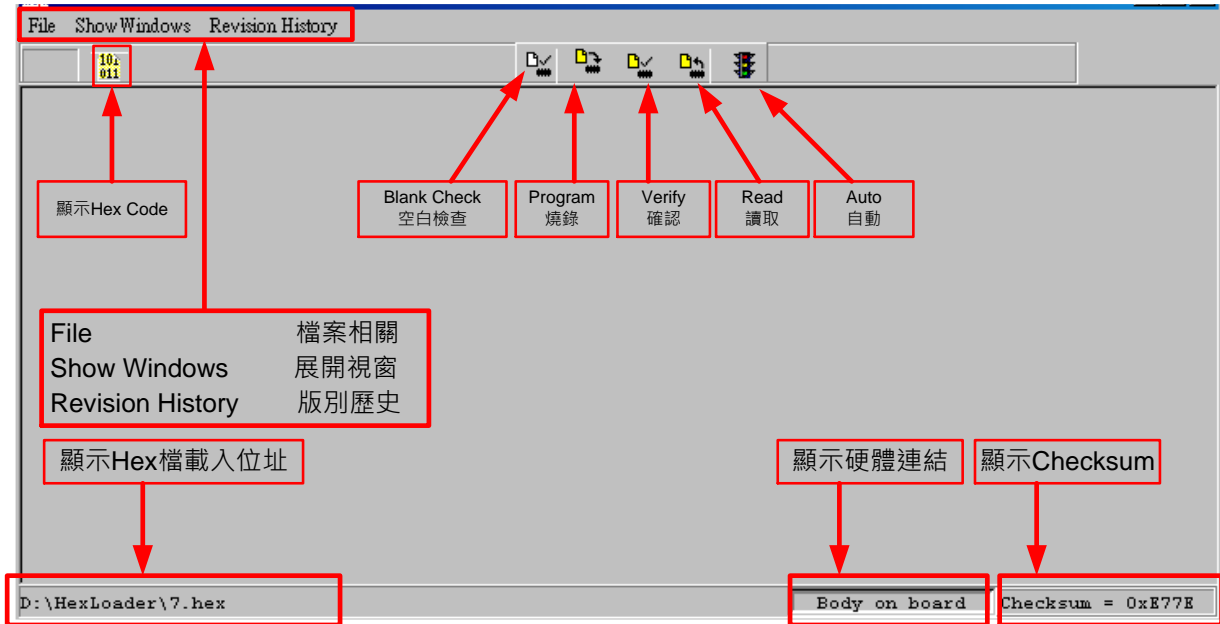 File Show Windows Revision History
101
011
顯示Hex Code
Blank Check
空白檢查
Program
燒錄
Verify
確認
Read
讀取
Auto
自動
File 檔案相關
Show Windows 展開視窗
Revision History 版別歷史
顯示Hex檔載入位址
顯示硬體連結
顯示Checksum
D:\HexLoader\7.hex
Body on board
Checksum = 0xE77E